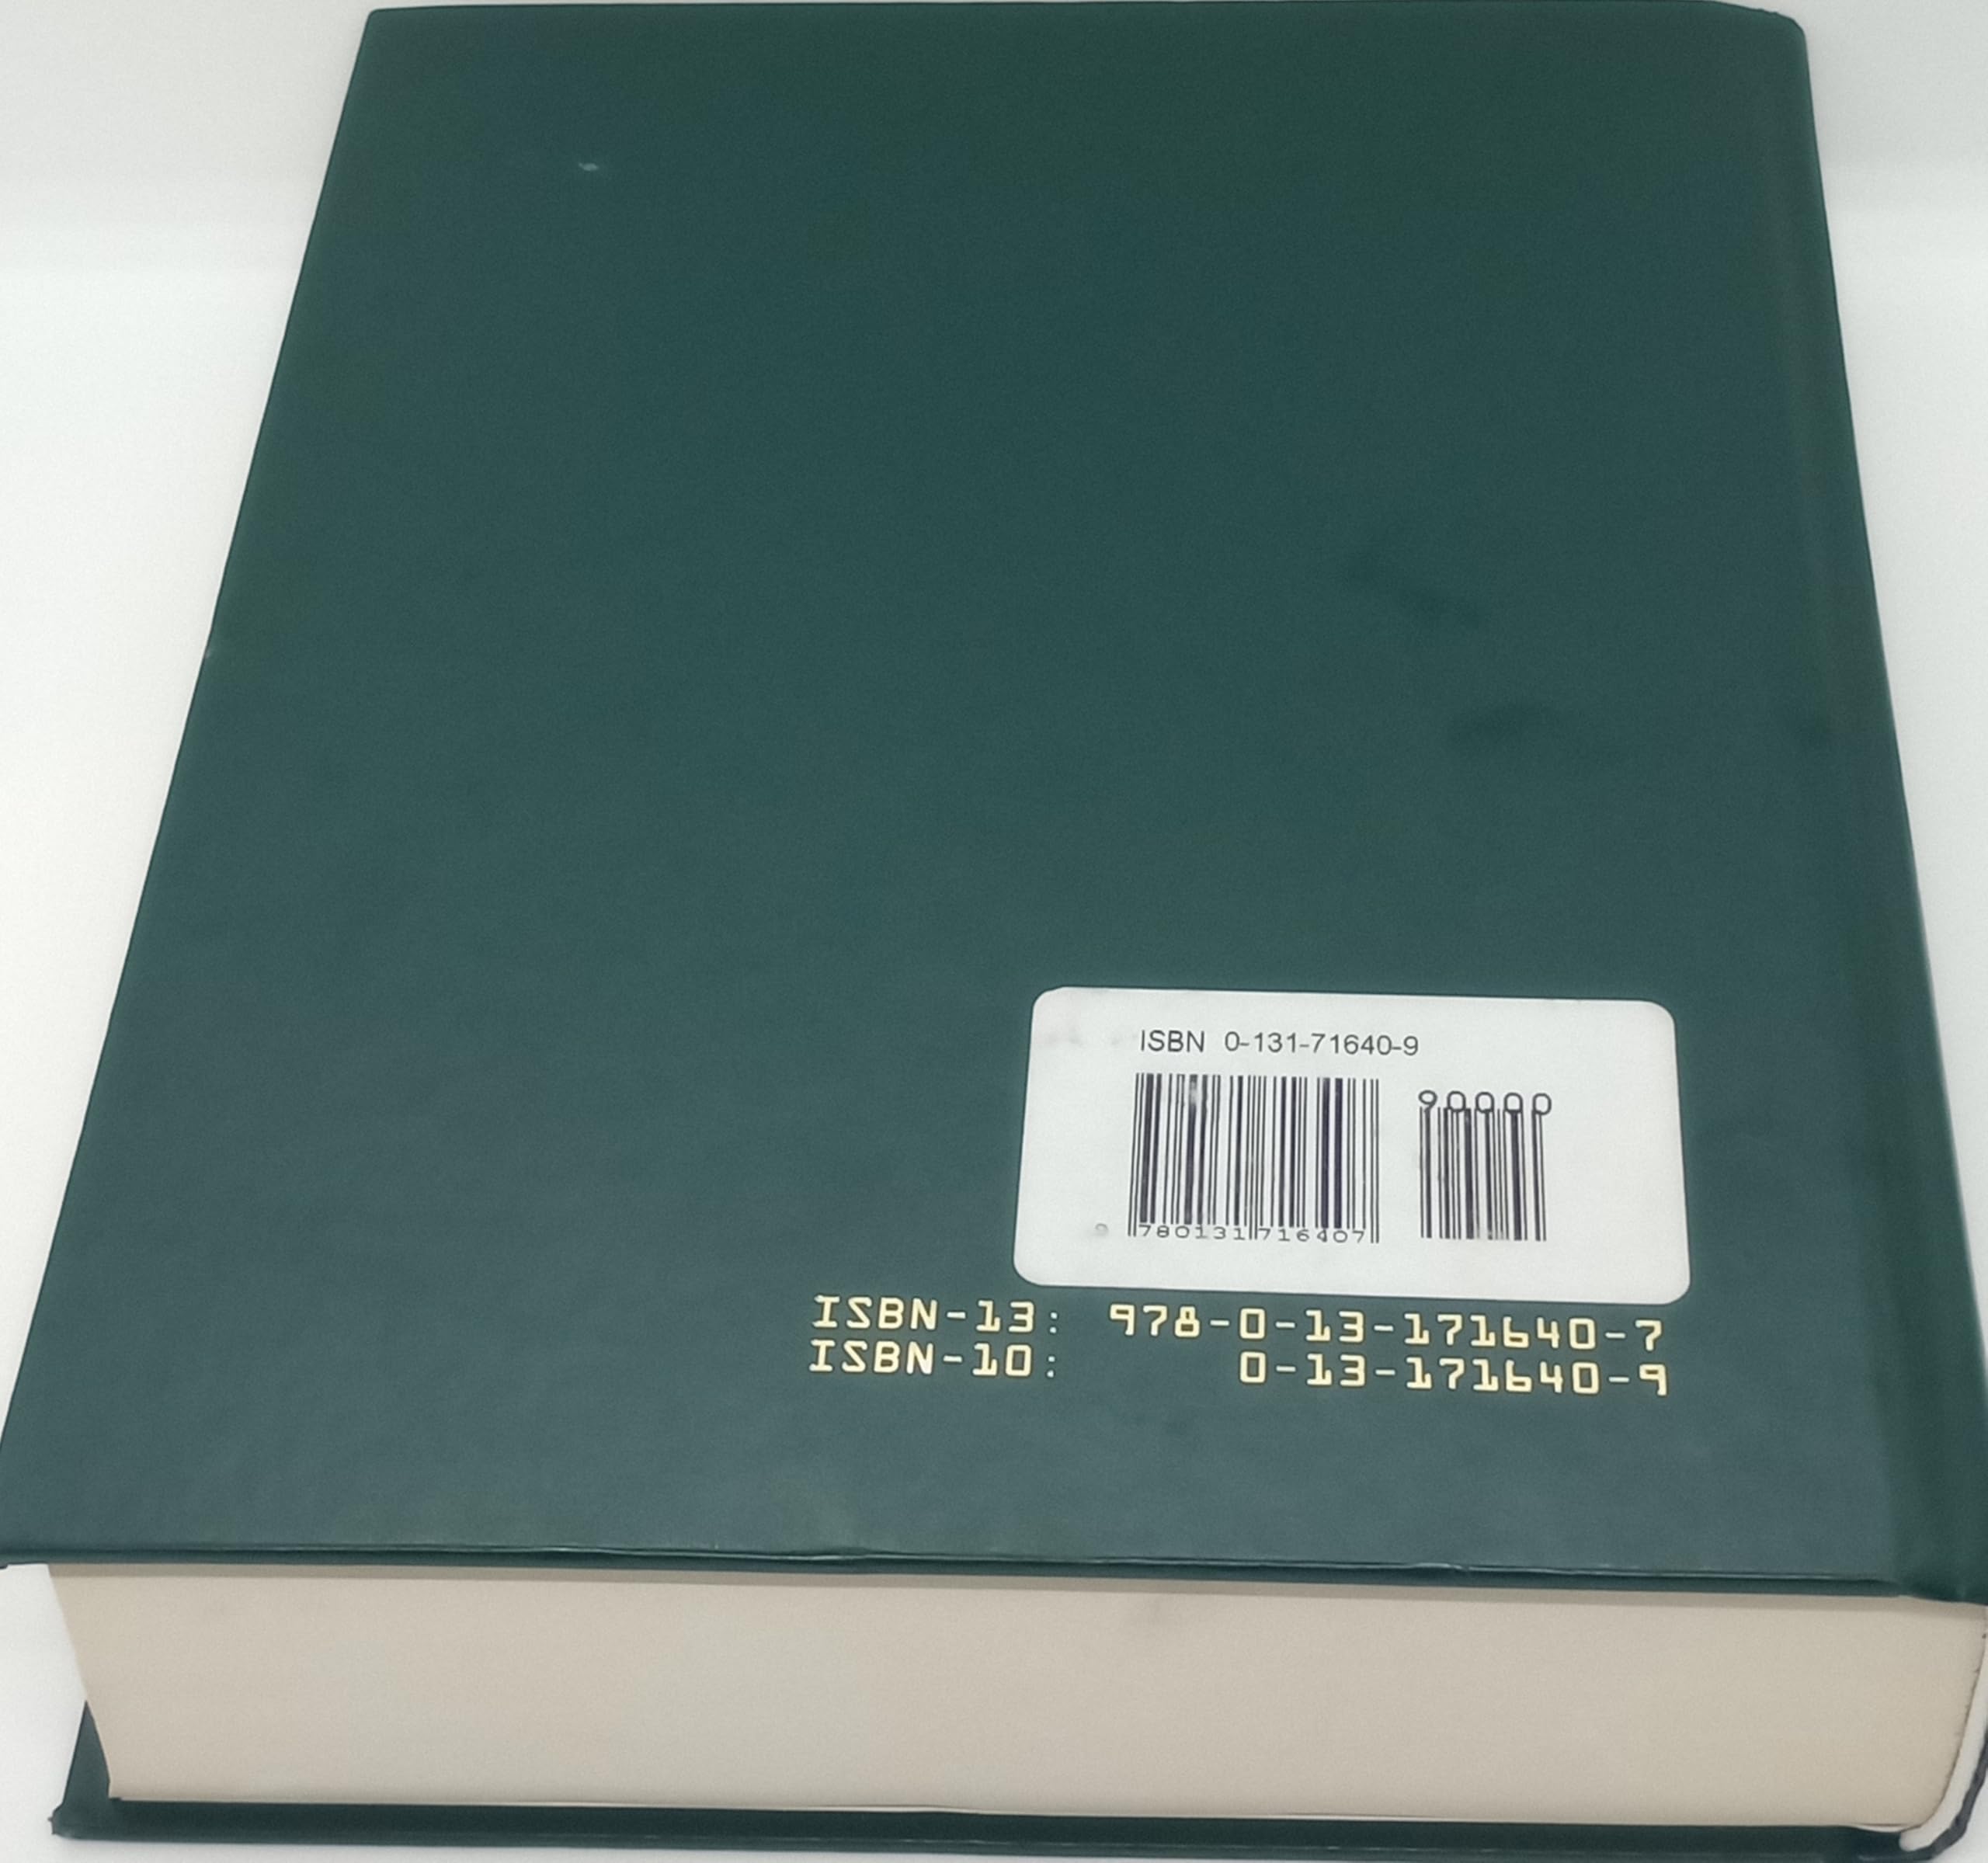 ISBN 0-131-71640-9
90000
9 780131 716407
ISBN-13: 978-0-13-171640-7
ISBN-10: 0-13-171640-9